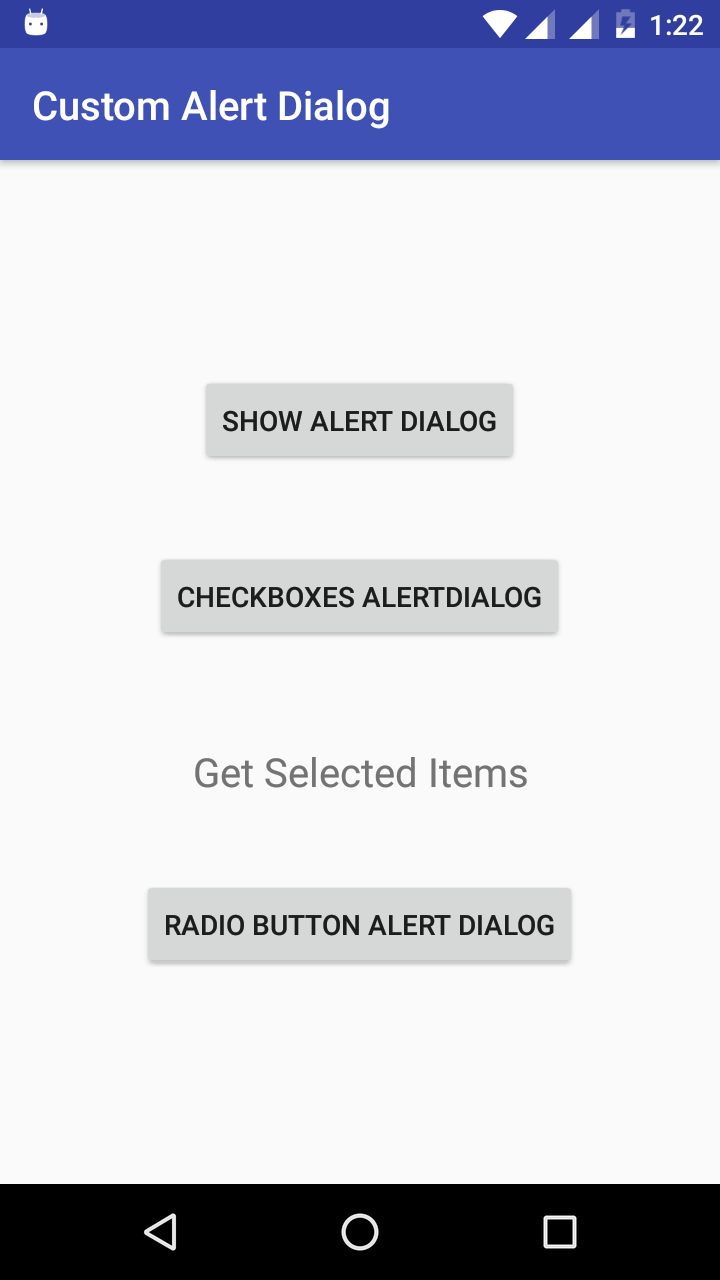 1:22
Custom Alert Dialog
SHOW ALERT DIALOG
CHECKBOXES ALERTDIALOG
Get Selected Items
RADIO BUTTON ALERT DIALOG